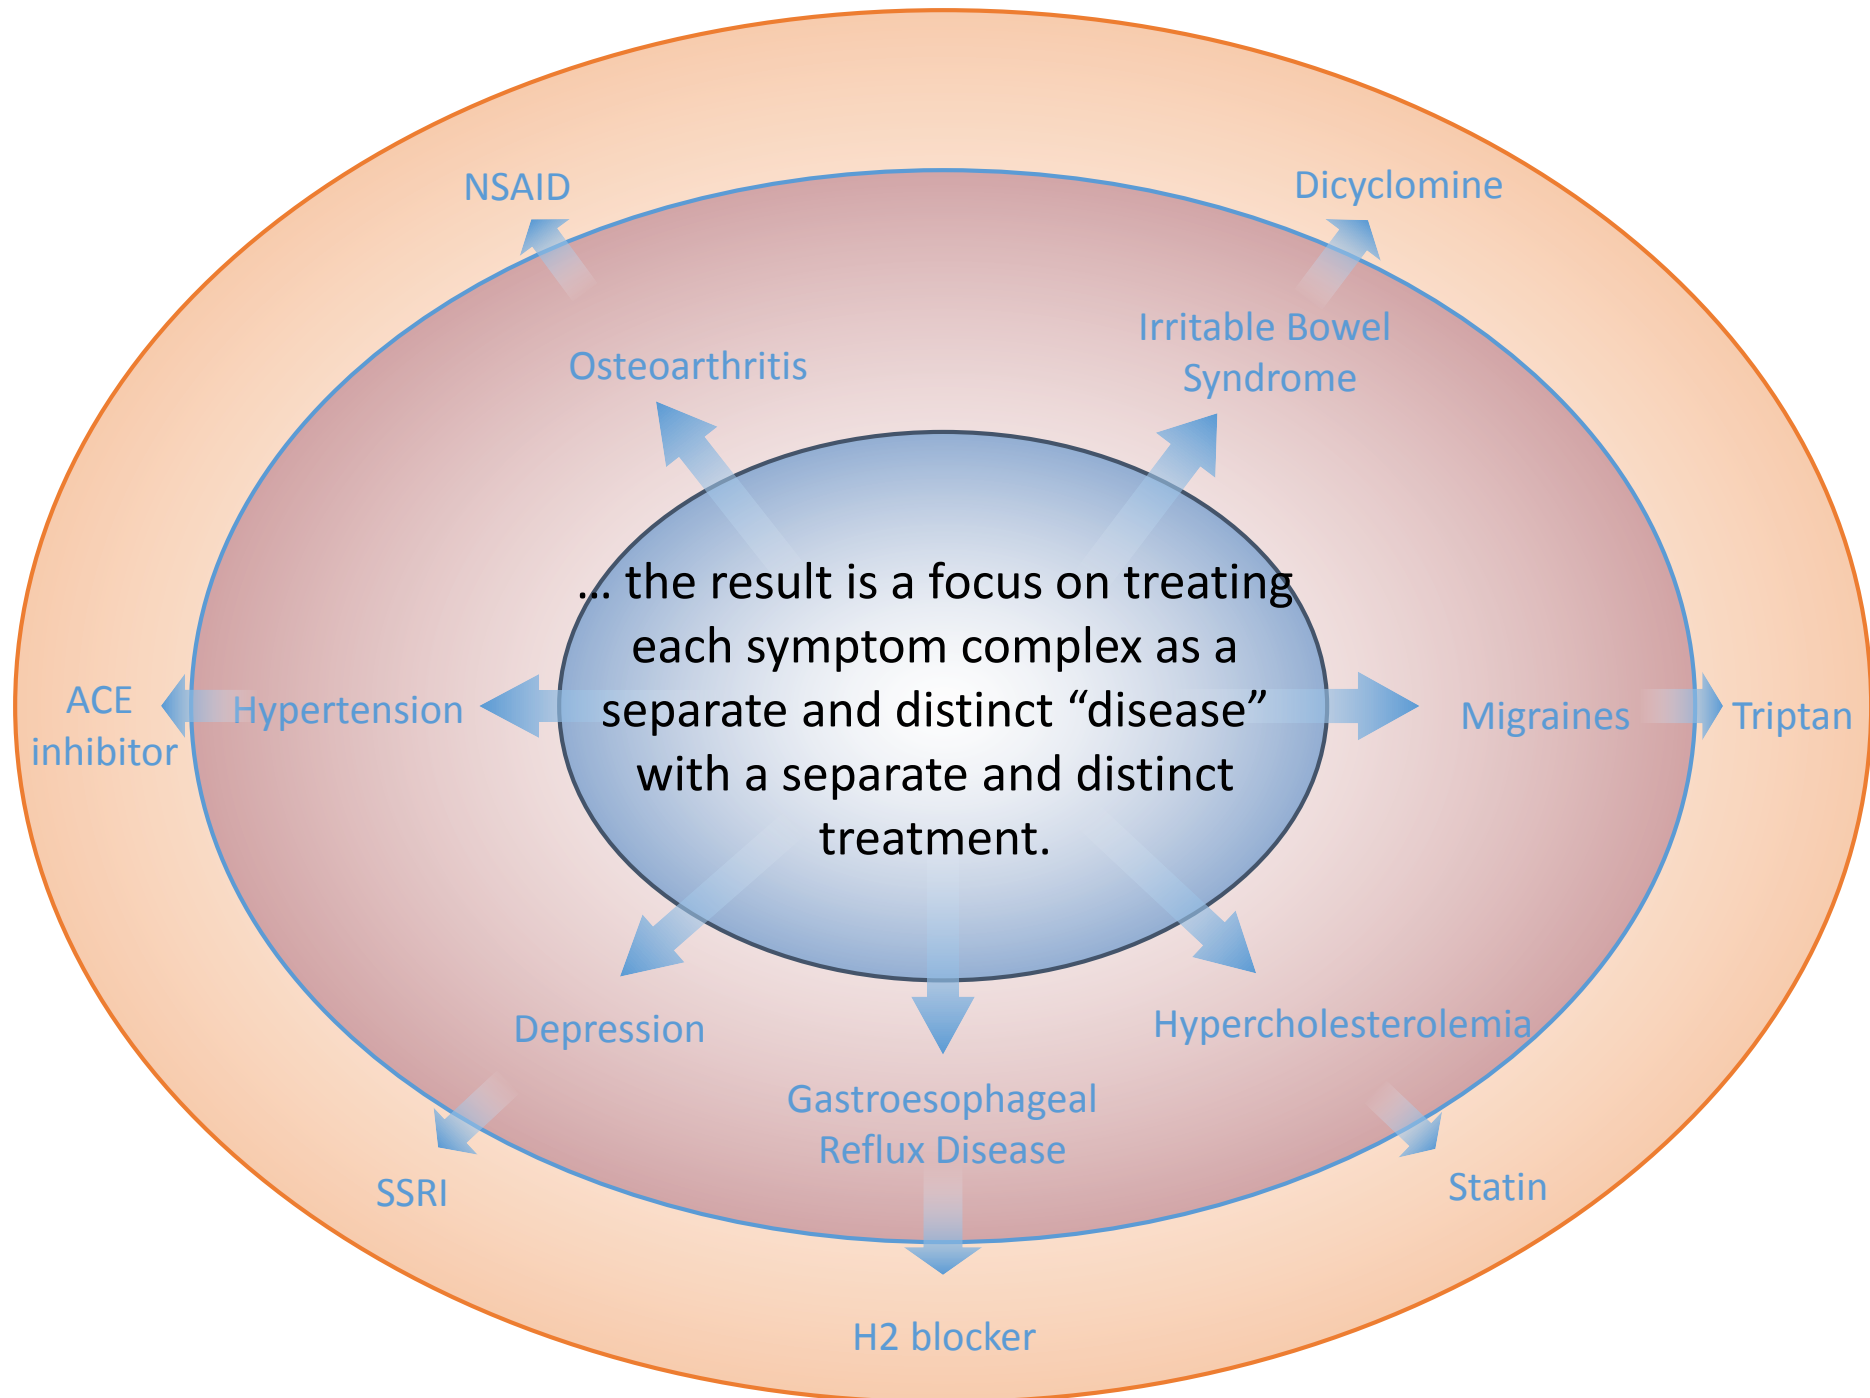 NSAID
Dicyclomine
Irritable Bowel
Syndrome
Osteoarthritis
… the result is a focus on treating
each symptom complex as a
separate and distinct “disease”
with a separate and distinct
treatment.
ACE
inhibitor
Hypertension
Migraines
Triptan
Depression
Hypercholesterolemia
Gastroesophageal
Reflux Disease
SSRI
Statin
H2 blocker